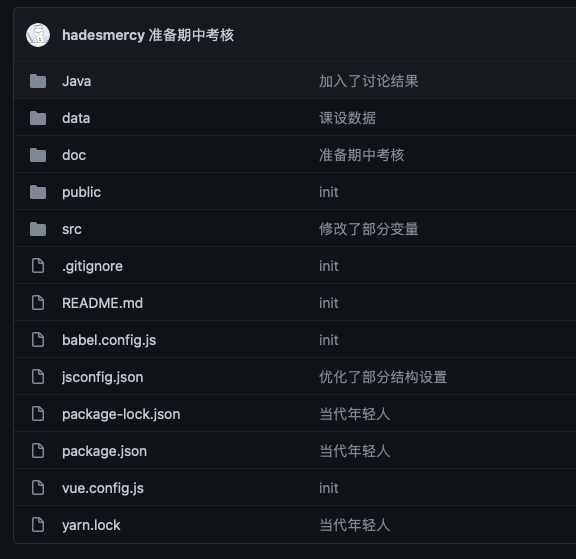 hadesmercy 准备期中考核
Java 加入了讨论结果
data 课设数据
doc 准备期中考核
public init
src 修改了部分变量
.gitignore init
README.md init
babel.config.js init
jsconfig.json 优化了部分结构设置
package-lock.json 当代年轻人
package.json 当代年轻人
vue.config.js init
yarn.lock 当代年轻人